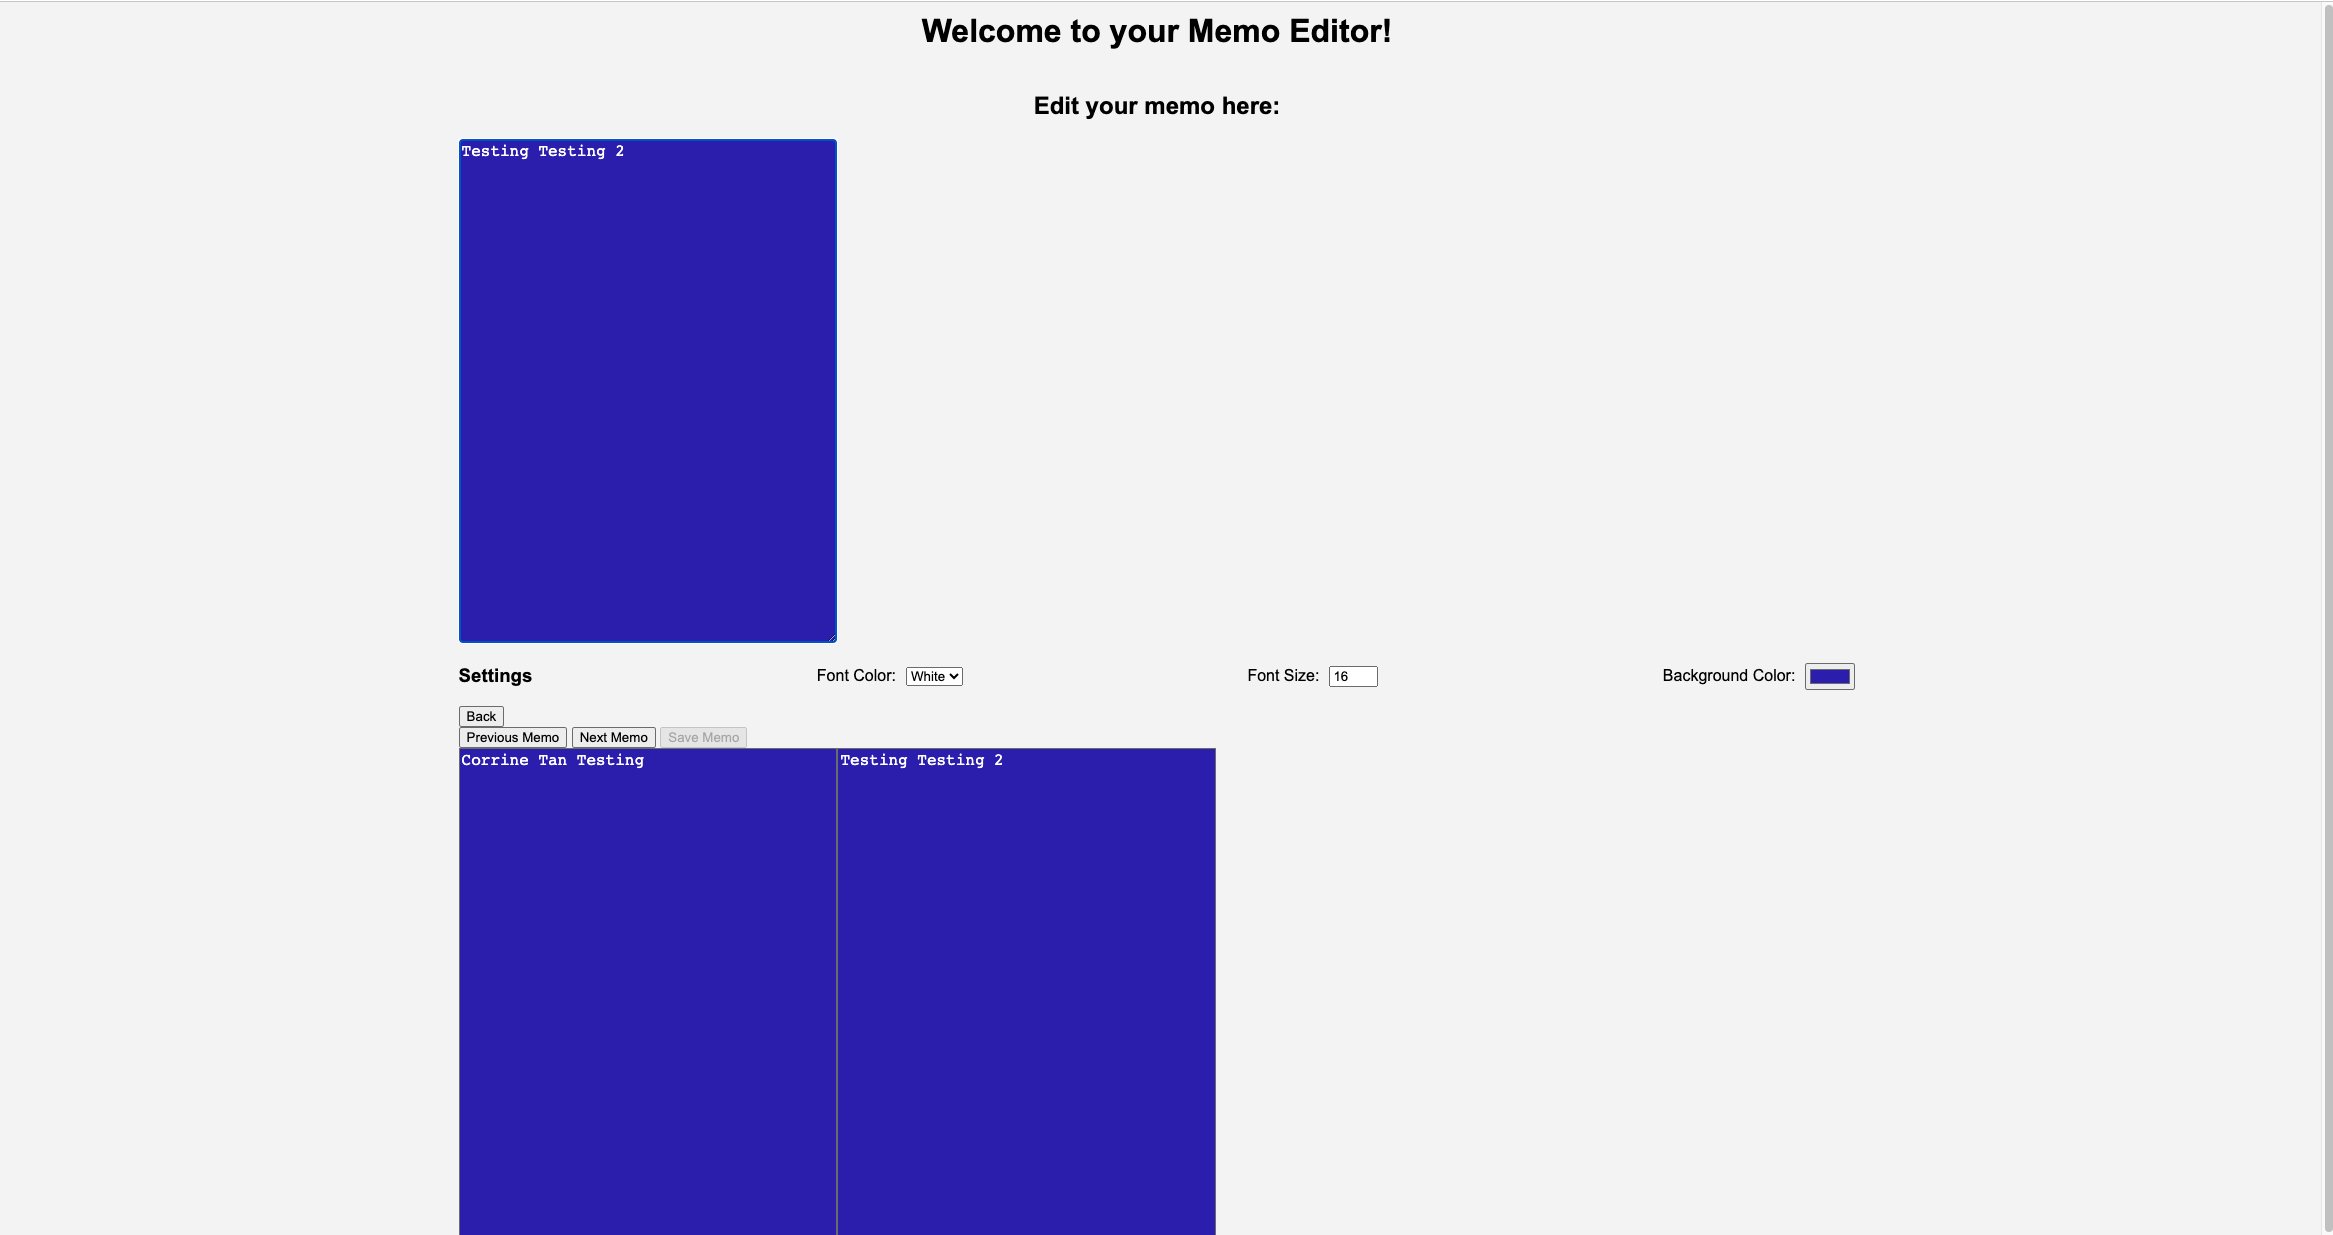 Welcome to your Memo Editor!
Edit your memo here:
Testing Testing 2
Settings Font Color: White Font Size: 16 Background Color:
Back
Previous Memo Next Memo Save Memo
Corrine Tan Testing Testing Testing 2